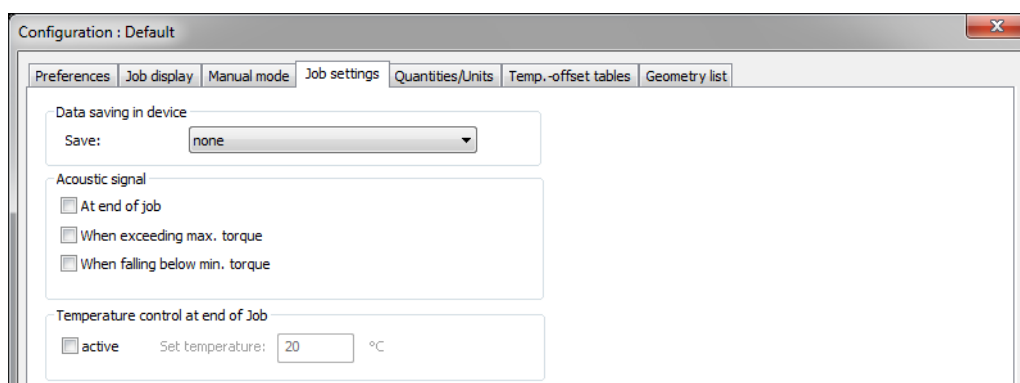 Configuration : Default
Preferences Job display Manual mode Job settings Quantities/Units Temp.-offset tables Geometry list
Data saving in device
Save: none
Acoustic signal
At end of job
When exceeding max. torque
When falling below min. torque
Temperature control at end of Job
active Set temperature: 20 °C